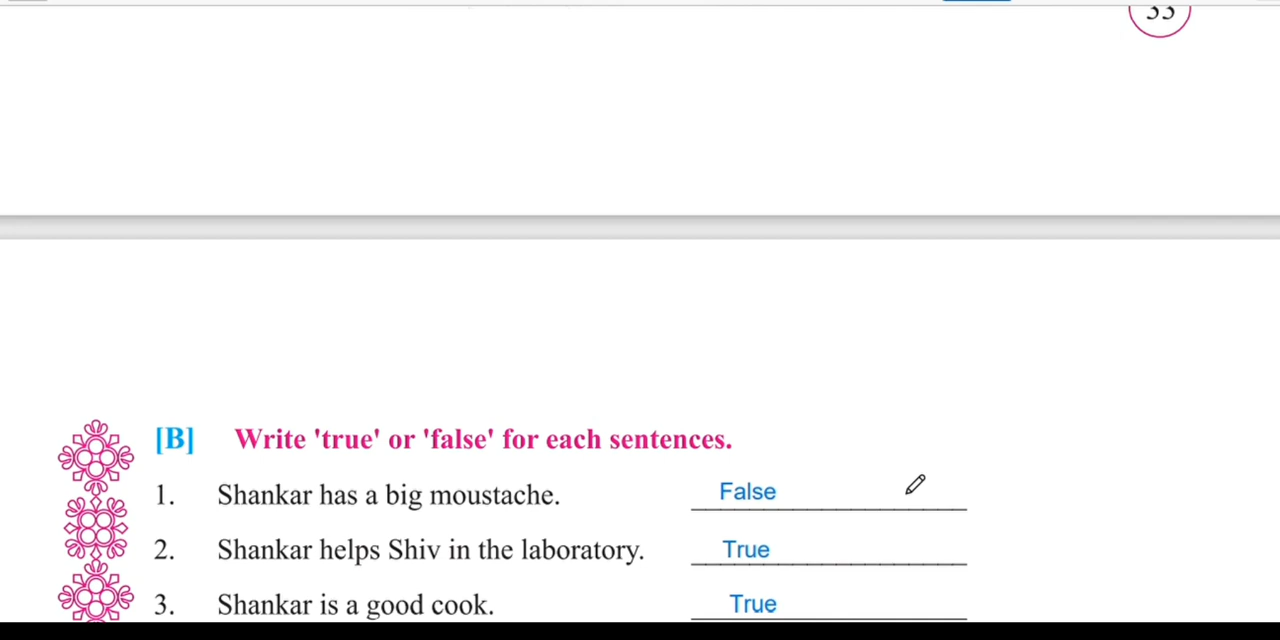 33
[B] Write 'true' or 'false' for each sentences.
1. Shankar has a big moustache. False
2. Shankar helps Shiv in the laboratory. True
3. Shankar is a good cook. True